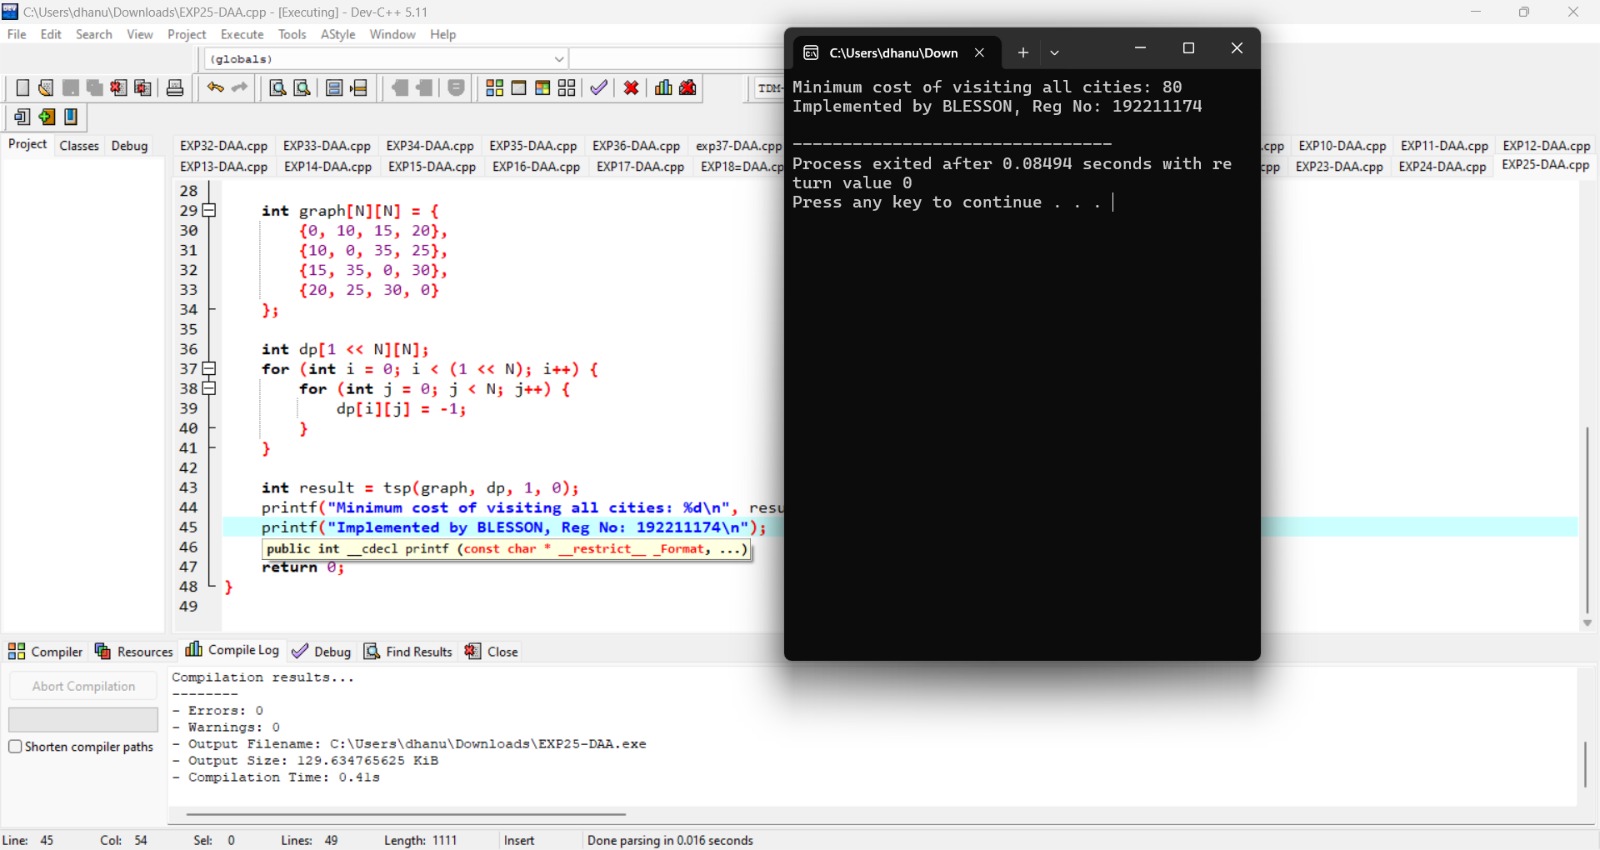 C:\Users\dhanu\Downloads\EXP25-DAA.cpp - [Executing] - Dev-C++ 5.11
File Edit Search View Project Execute Tools AStyle Window Help
(globals)
TDM-
Project Classes Debug
EXP32-DAA.cpp EXP33-DAA.cpp EXP34-DAA.cpp EXP35-DAA.cpp EXP36-DAA.cpp exp37-DAA.cpp .cpp EXP10-DAA.cpp EXP11-DAA.cpp EXP12-DAA.cpp
EXP13-DAA.cpp EXP14-DAA.cpp EXP15-DAA.cpp EXP16-DAA.cpp EXP17-DAA.cpp EXP18=DAA.cp cpp EXP23-DAA.cpp EXP24-DAA.cpp EXP25-DAA.cpp
28
29 int graph[N][N] = {
30 {0, 10, 15, 20},
31 {10, 0, 35, 25},
32 {15, 35, 0, 30},
33 {20, 25, 30, 0}
34 };
35
36 int dp[1 << N][N];
37 for (int i = 0; i < (1 << N); i++) {
38 for (int j = 0; j < N; j++) {
39 dp[i][j] = -1;
40 }
41 }
42
43 int result = tsp(graph, dp, 1, 0);
44 printf("Minimum cost of visiting all cities: %d\n", resu
45 printf("Implemented by BLESSON, Reg No: 192211174\n");
46 public int __cdecl printf (const char * __restrict__ _Format, ...)
47 return 0;
48 }
49
C:\Users\dhanu\Down
Minimum cost of visiting all cities: 80
Implemented by BLESSON, Reg No: 192211174
--------------------------------
Process exited after 0.08494 seconds with re
turn value 0
Press any key to continue . . .
Compiler Resources Compile Log Debug Find Results Close
Abort Compilation
Shorten compiler paths
Compilation results...
--------
- Errors: 0
- Warnings: 0
- Output Filename: C:\Users\dhanu\Downloads\EXP25-DAA.exe
- Output Size: 129.634765625 KiB
- Compilation Time: 0.41s
Line: 45 Col: 54 Sel: 0 Lines: 49 Length: 1111 Insert Done parsing in 0.016 seconds